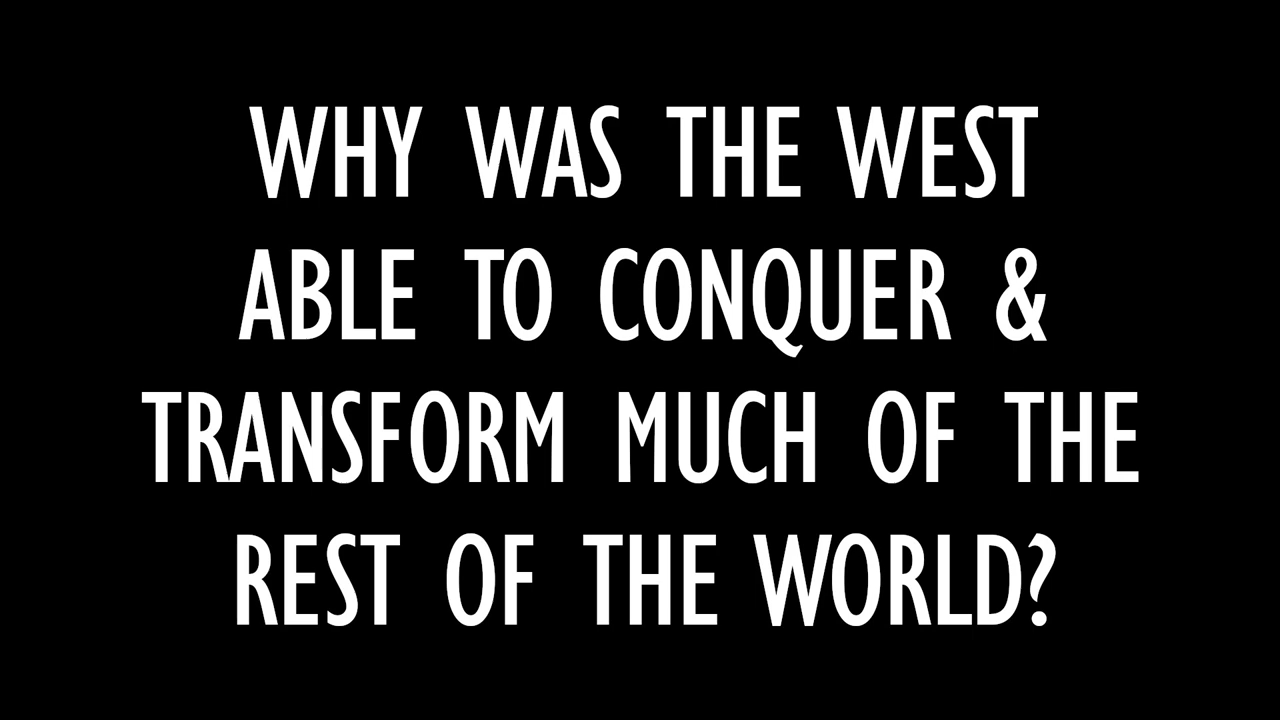 WHY WAS THE WEST
ABLE TO CONQUER &
TRANSFORM MUCH OF THE
REST OF THE WORLD?